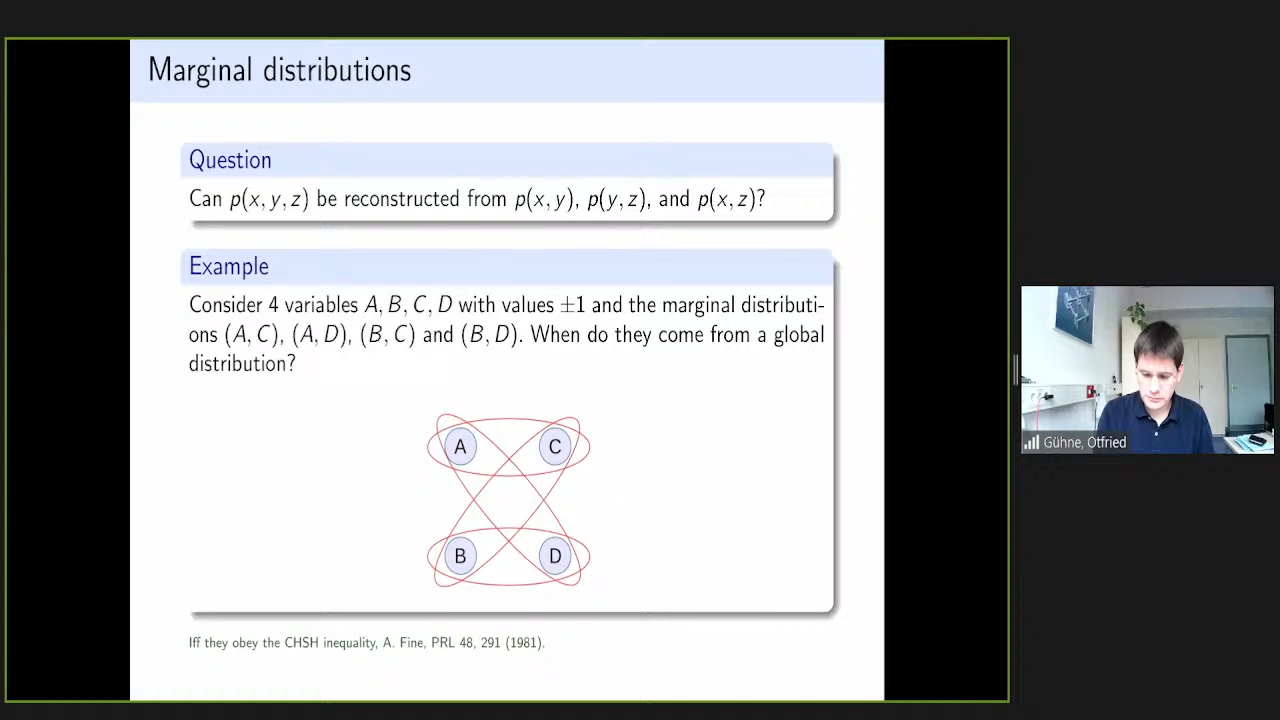 Marginal distributions
Question
Can p(x, y, z) be reconstructed from p(x, y), p(y, z), and p(x, z)?
Example
Consider 4 variables A, B, C, D with values ±1 and the marginal distributi-
ons (A, C), (A, D), (B, C) and (B, D). When do they come from a global
distribution?
A C
B D
Iff they obey the CHSH inequality, A. Fine, PRL 48, 291 (1981).
Gühne, Otfried